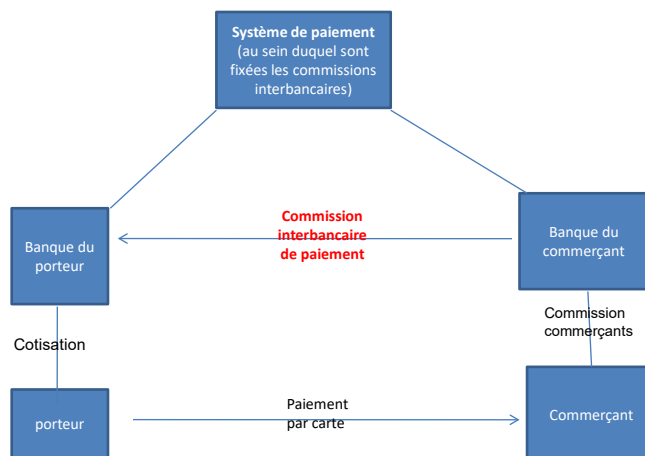 Système de paiement
(au sein duquel sont
fixées les commissions
interbancaires)
Commission
interbancaire
de paiement
Banque du
porteur
Banque du
commerçant
Commission
commerçants
Cotisation
porteur
Paiement
par carte
Commerçant